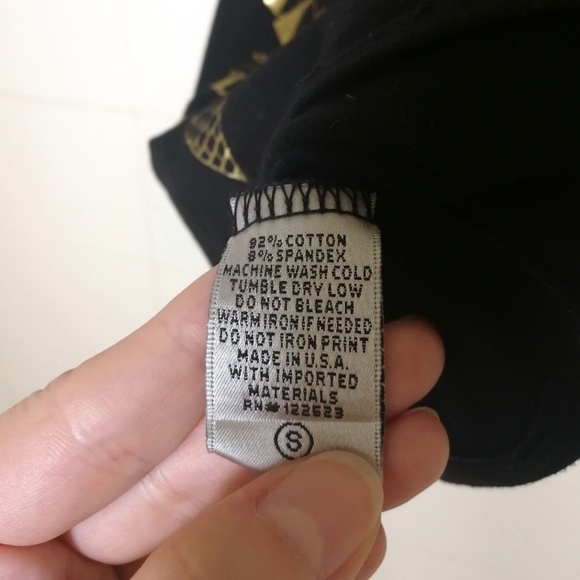 92% COTTON
8% SPANDEX
MACHINE WASH COLD
TUMBLE DRY LOW
DO NOT BLEACH
WARM IRON IF NEEDED
DO NOT IRON PRINT
MADE IN U.S.A.
WITH IMPORTED
MATERIALS
RN# 122523
S